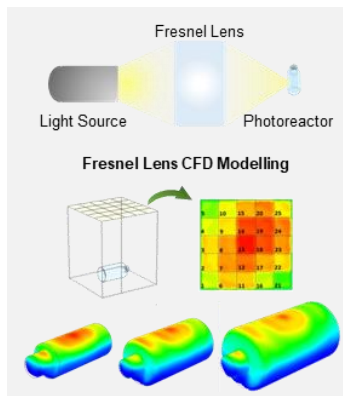 Fresnel Lens
Light Source
Photoreactor
Fresnel Lens CFD Modelling
5 10 15 20 25
4 9 14 19 24
3 8 13 18 23
2 7 12 17 22
1 6 11 16 21